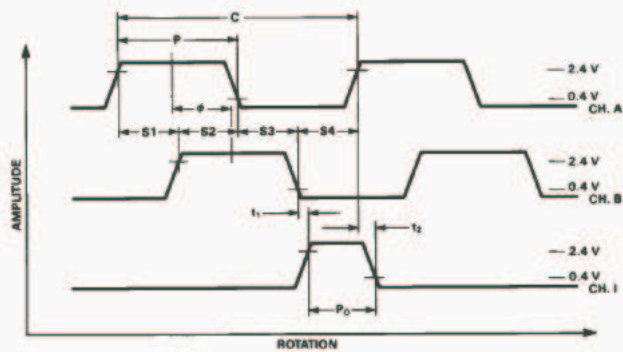 C
P
2.4 V
0.4 V
CH. A
ϕ
S1 S2 S3 S4
2.4 V
0.4 V
CH. B
t₁ t₂
2.4 V
0.4 V
CH. I
P₀
AMPLITUDE
ROTATION